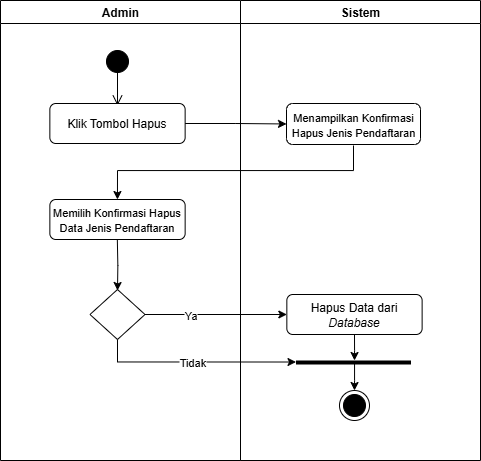 Admin
Sistem
Klik Tombol Hapus
Menampilkan Konfirmasi
Hapus Jenis Pendaftaran
Memilih Konfirmasi Hapus
Data Jenis Pendaftaran
Ya
Hapus Data dari
Database
Tidak